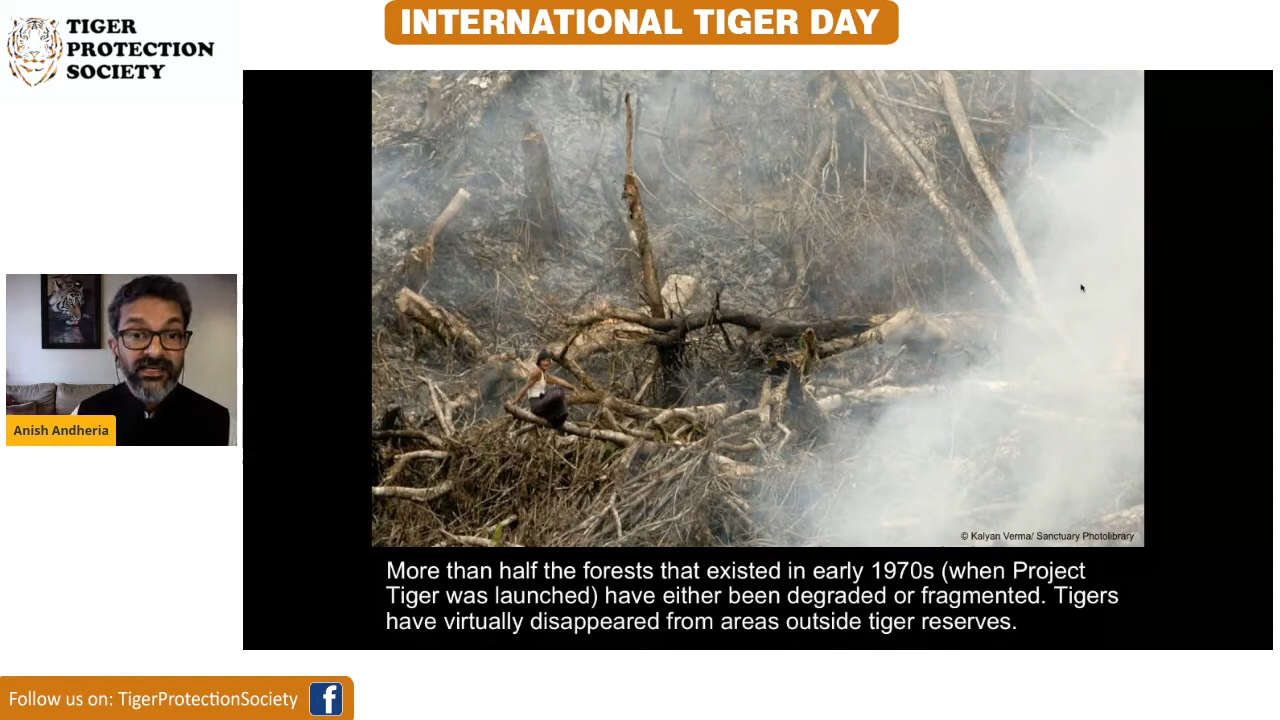 INTERNATIONAL TIGER DAY
TIGER
PROTECTION
SOCIETY
Anish Andheria
© Kalyan Verma/ Sanctuary Photolibrary
More than half the forests that existed in early 1970s (when Project
Tiger was launched) have either been degraded or fragmented. Tigers
have virtually disappeared from areas outside tiger reserves.
Follow us on: TigerProtectionSociety